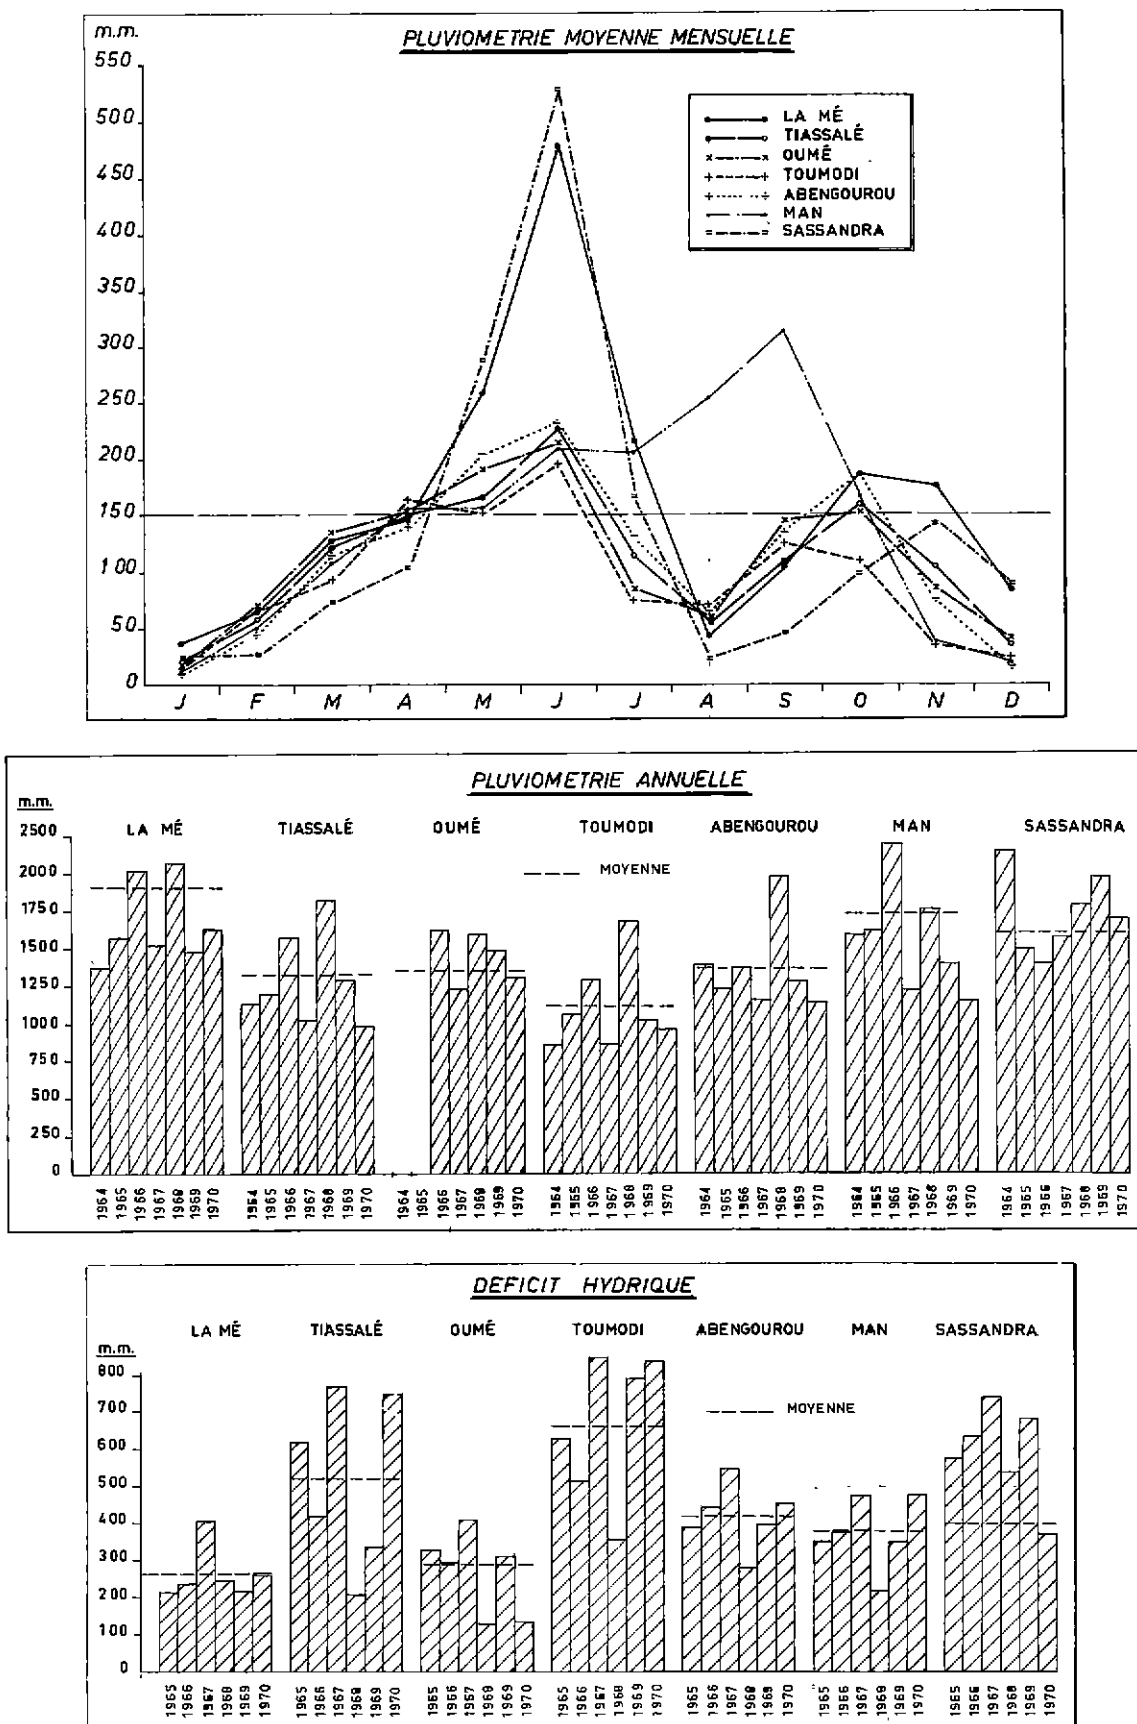 PLUVIOMETRIE MOYENNE MENSUELLE
m.m.
550
500
450
400
350
300
250
200
150
100
50
0
LA MÉ
TIASSALÉ
OUMÉ
TOUMODI
ABENGOUROU
MAN
SASSANDRA
J F M A M J J A S O N D
PLUVIOMETRIE ANNUELLE
m.m.
LA MÉ TIASSALÉ OUMÉ TOUMODI ABENGOUROU MAN SASSANDRA
MOYENNE
2500
2000
1750
1500
1250
1000
750
500
250
0
1964 1965 1966 1967 1968 1969 1970 1964 1965 1966 1967 1968 1969 1970 1964 1965 1966 1967 1968 1969 1970 1964 1965 1966 1967 1968 1969 1970 1964 1965 1966 1967 1968 1969 1970 1964 1965 1966 1967 1968 1969 1970 1964 1965 1966 1967 1968 1969 1970
DEFICIT HYDRIQUE
LA MÉ TIASSALÉ OUMÉ TOUMODI ABENGOUROU MAN SASSANDRA
m.m.
MOYENNE
800
700
600
500
400
300
200
100
0
1965 1966 1967 1968 1969 1970 1965 1966 1967 1968 1969 1970 1965 1966 1967 1968 1969 1970 1965 1966 1967 1968 1969 1970 1965 1966 1967 1968 1968 1970 1965 1966 1967 1968 1969 1970 1965 1966 1967 1968 1969 1970